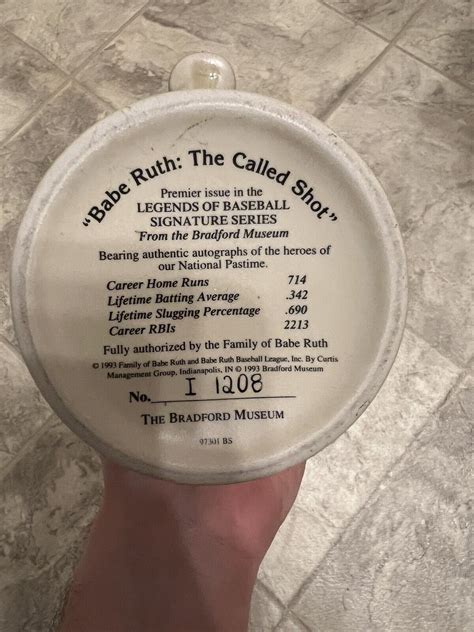 "Babe Ruth: The Called Shot"
Premier issue in the
LEGENDS OF BASEBALL
SIGNATURE SERIES
From the Bradford Museum
Bearing authentic autographs of the heroes of
our National Pastime.
Career Home Runs 714
Lifetime Batting Average .342
Lifetime Slugging Percentage .690
Career RBIs 2213
Fully authorized by the Family of Babe Ruth
© 1993 Family of Babe Ruth and Babe Ruth Baseball League, Inc. By Curtis
Management Group, Indianapolis, IN © 1993 Bradford Museum
No. I 1208
THE BRADFORD MUSEUM
97301 BS